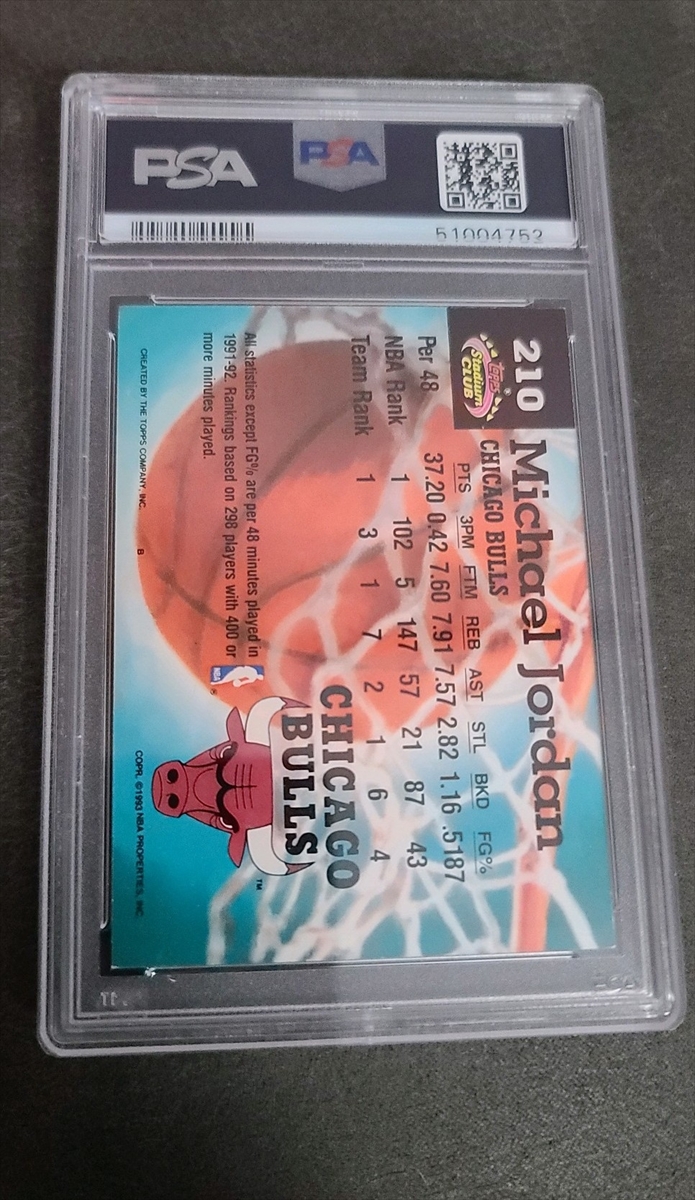 PSA
PSA
51004752
210
Michael Jordan
TOPPS®
Stadium
CLUB
CHICAGO BULLS
PTS 3PM FTM REB AST STL BKD FG%
Per 48 37.20 0.42 7.60 7.91 7.57 2.82 1.16 .5187
NBA Rank 1 102 5 147 57 21 87 43
Team Rank 1 3 1 7 2 1 6 4
All statistics except FG% are per 48 minutes played in
1991-92. Rankings based on 298 players with 400 or
more minutes played.
NBA ®
CHICAGO
BULLS
™
CREATED BY THE TOPPS COMPANY, INC.
B
COPR. ©1993 NBA PROPERTIES, INC.